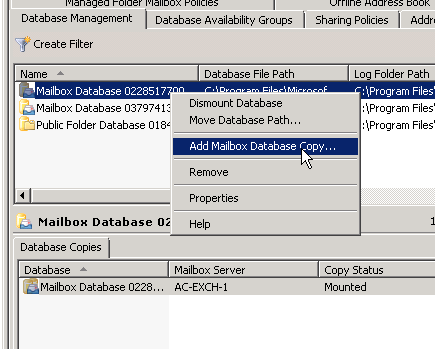 Managed Folder Mailbox Policies Offline Address Book
Database Management Database Availability Groups Sharing Policies Addr
Create Filter
Name Database File Path Log Folder Path
Mailbox Database 0228517700 C:\Program Files\Microsof... C:\Program Files\
Mailbox Database 03797413 :\Program Files\
Public Folder Database 0184 :\Program Files\
Dismount Database
Move Database Path...
Add Mailbox Database Copy...
Remove
Properties
Help
Mailbox Database 02 1
Database Copies
Database Mailbox Server Copy Status
Mailbox Database 0228... AC-EXCH-1 Mounted